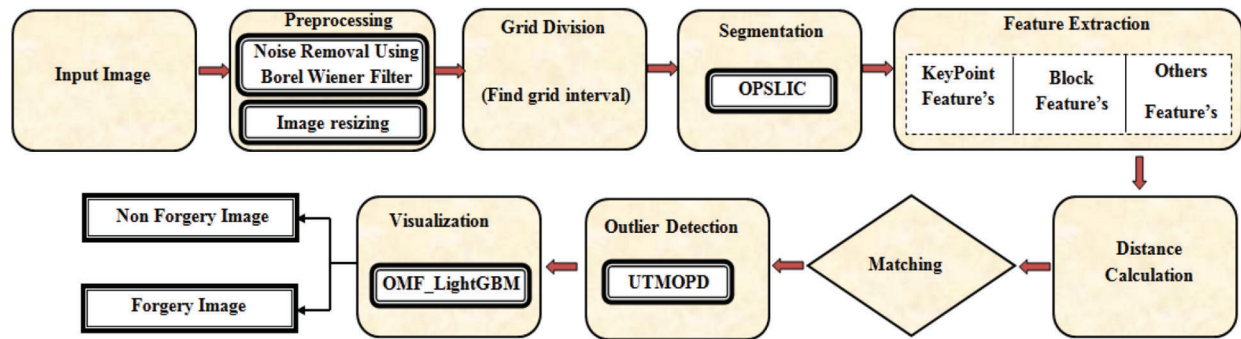 Input Image
Preprocessing
Noise Removal Using
Borel Wiener Filter
Image resizing
Grid Division
(Find grid interval)
Segmentation
OPSLIC
Feature Extraction
KeyPoint
Feature's
Block
Feature's
Others
Feature's
Distance
Calculation
Matching
Outlier Detection
UTMOPD
Visualization
OMF_LightGBM
Non Forgery Image
Forgery Image